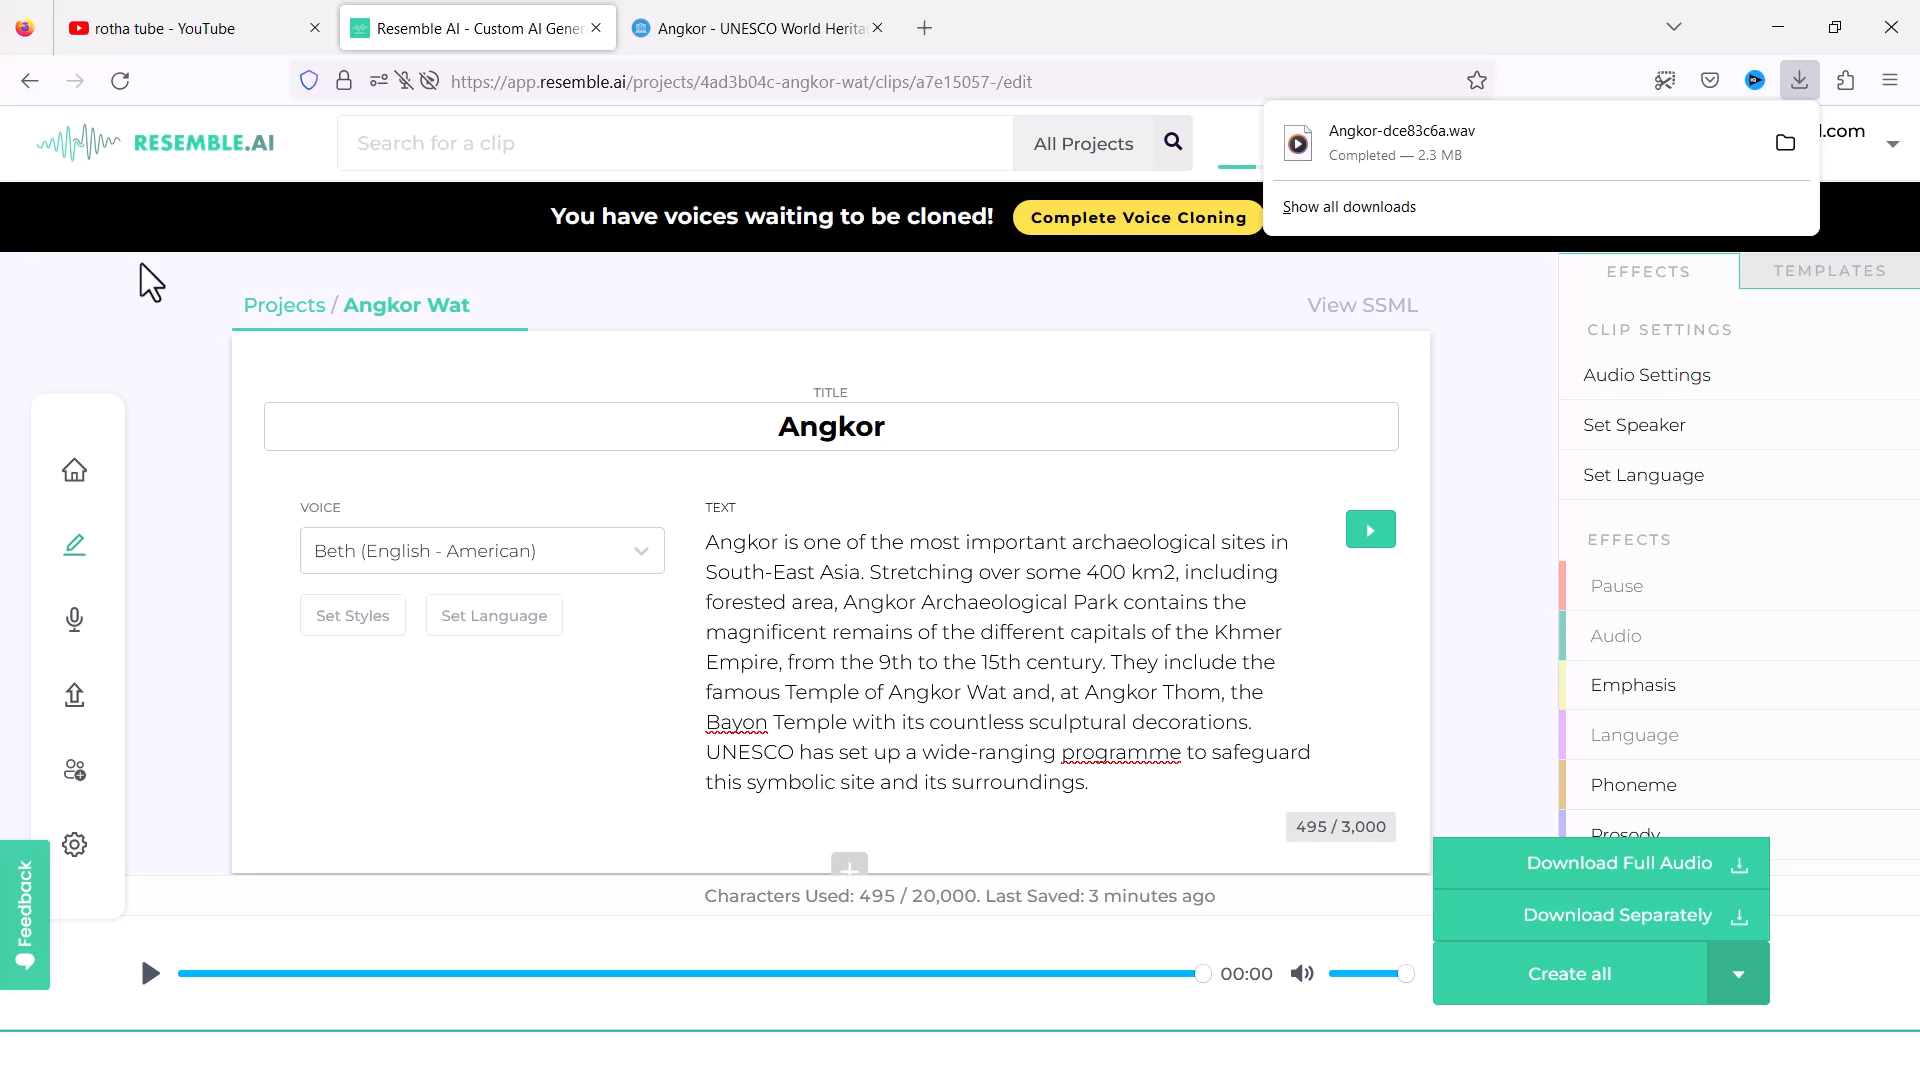 rotha tube - YouTube
Resemble AI - Custom AI Gener
Angkor - UNESCO World Herita
https://app.resemble.ai/projects/4ad3b04c-angkor-wat/clips/a7e15057-/edit
RESEMBLE.AI
Search for a clip
All Projects
l.com
Angkor-dce83c6a.wav
Completed — 2.3 MB
Show all downloads
You have voices waiting to be cloned!
Complete Voice Cloning
Projects / Angkor Wat
View SSML
EFFECTS
TEMPLATES
TITLE
Angkor
VOICE
Beth (English - American)
Set Styles
Set Language
TEXT
Angkor is one of the most important archaeological sites in
South-East Asia. Stretching over some 400 km2, including
forested area, Angkor Archaeological Park contains the
magnificent remains of the different capitals of the Khmer
Empire, from the 9th to the 15th century. They include the
famous Temple of Angkor Wat and, at Angkor Thom, the
Bayon Temple with its countless sculptural decorations.
UNESCO has set up a wide-ranging programme to safeguard
this symbolic site and its surroundings.
495 / 3,000
CLIP SETTINGS
Audio Settings
Set Speaker
Set Language
EFFECTS
Pause
Audio
Emphasis
Language
Phoneme
Prosody
Download Full Audio
Download Separately
Create all
Characters Used: 495 / 20,000. Last Saved: 3 minutes ago
00:00
Feedback